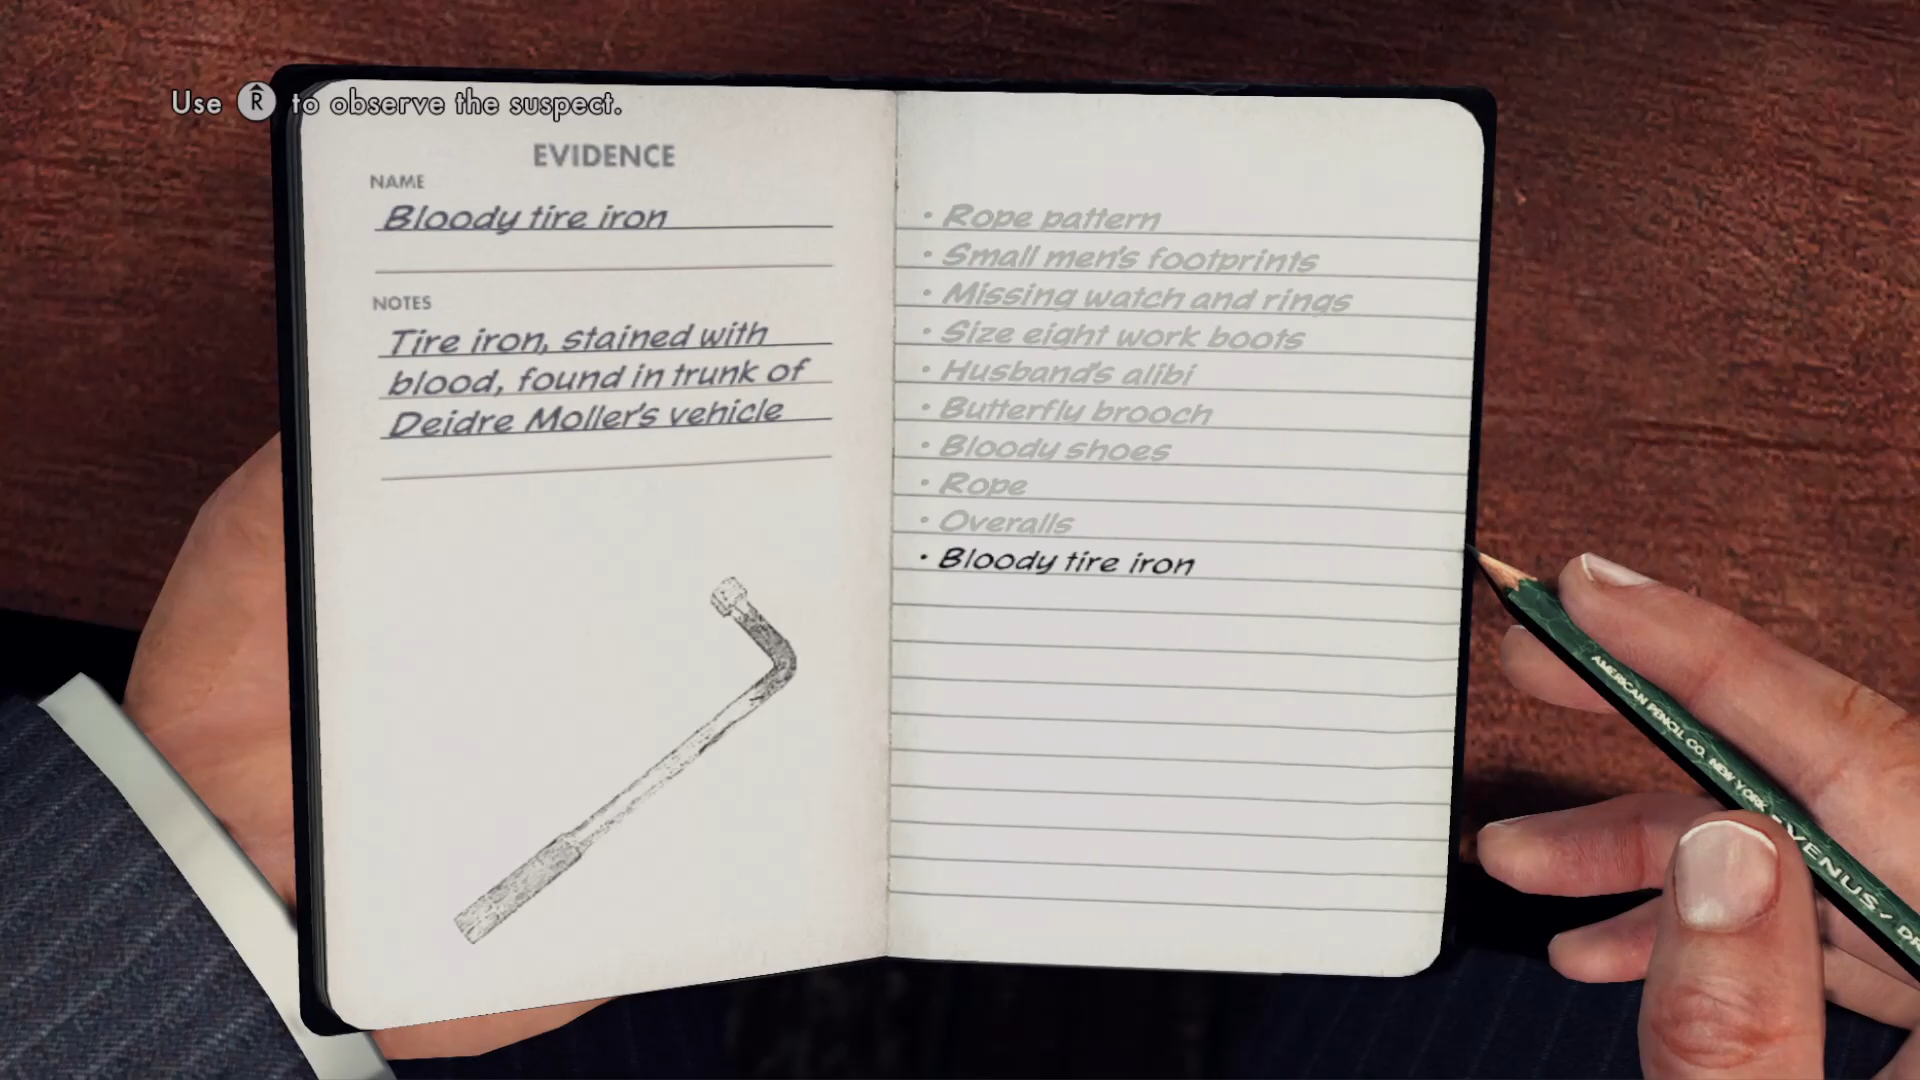 Use R to observe the suspect.
EVIDENCE
NAME
Bloody tire iron
NOTES
Tire iron, stained with
blood, found in trunk of
Deidre Moller's vehicle
• Rope pattern
• Small men's footprints
• Missing watch and rings
• Size eight work boots
• Husband's alibi
• Butterfly brooch
• Bloody shoes
• Rope
• Overalls
• Bloody tire iron
AMERICAN PENCIL CO. NEW YORK VENUS